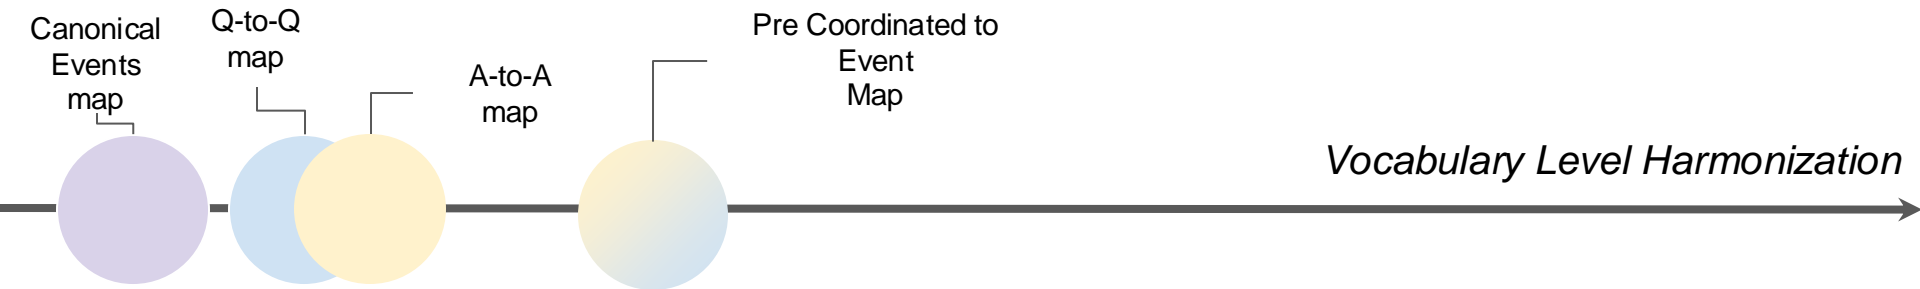 Canonical
Events
map
Q-to-Q
map
A-to-A
map
Pre Coordinated to
Event
Map
Vocabulary Level Harmonization